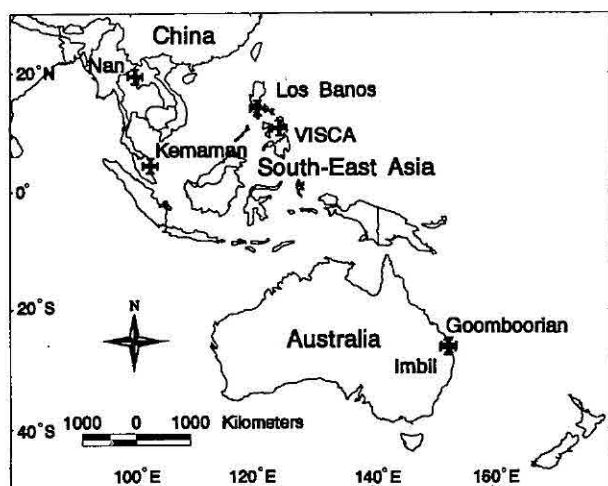 China
Nan
20°N
Los Banos
VISCA
Kemaman
South-East Asia
0°
20°S
N
Goomboorian
Australia
Imbil
1000 0 1000 Kilometers
40°S
100°E 120°E 140°E 160°E